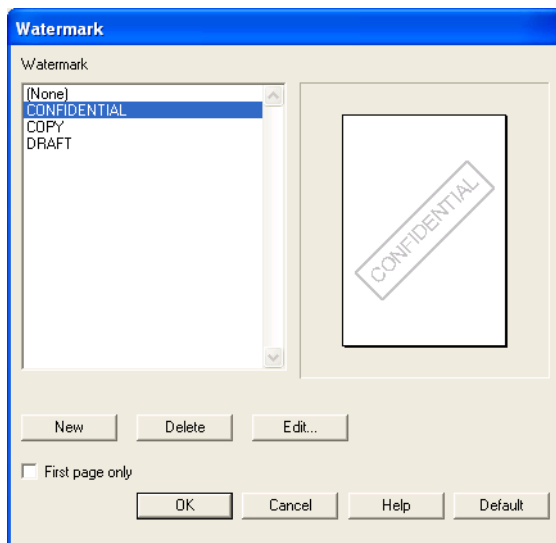 Watermark
Watermark
(None)
CONFIDENTIAL
COPY
DRAFT
CONFIDENTIAL
New Delete Edit...
First page only
OK Cancel Help Default